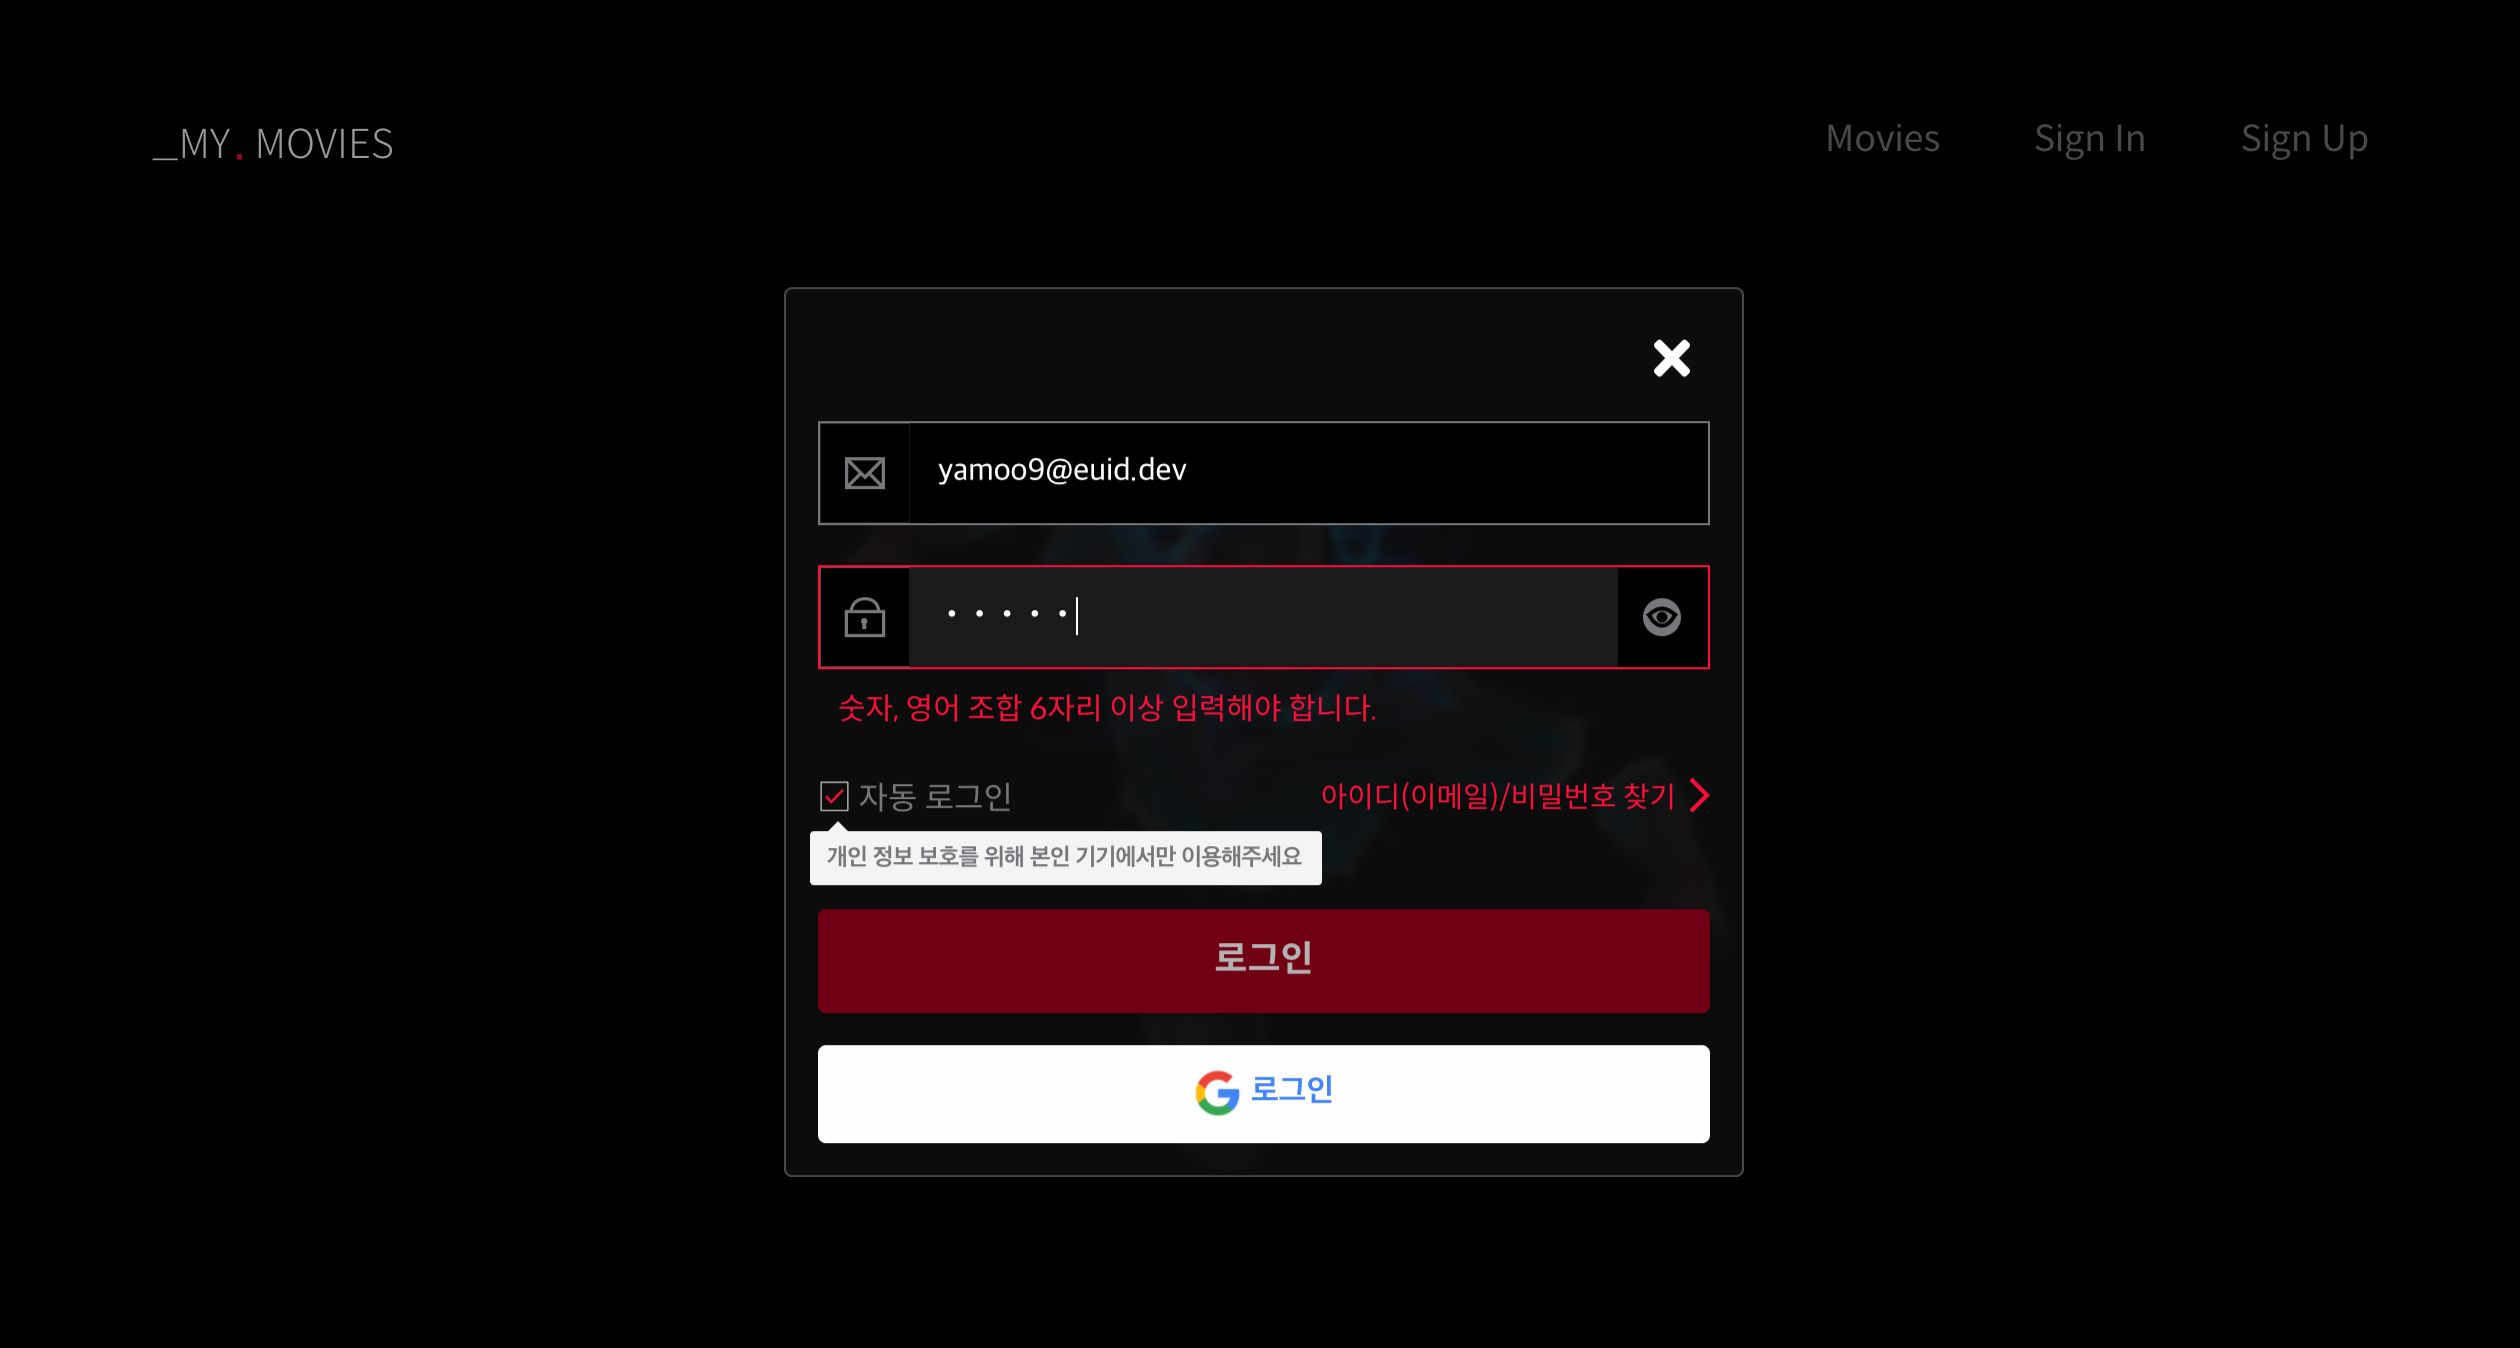 _MY. MOVIES
Movies
Sign In
Sign Up
yamoo9@euid.dev
숫자, 영어 조합 6자리 이상 입력해야 합니다.
자동 로그인
아이디(이메일)/비밀번호 찾기
개인 정보 보호를 위해 본인 기기에서만 이용해주세요
로그인
로그인